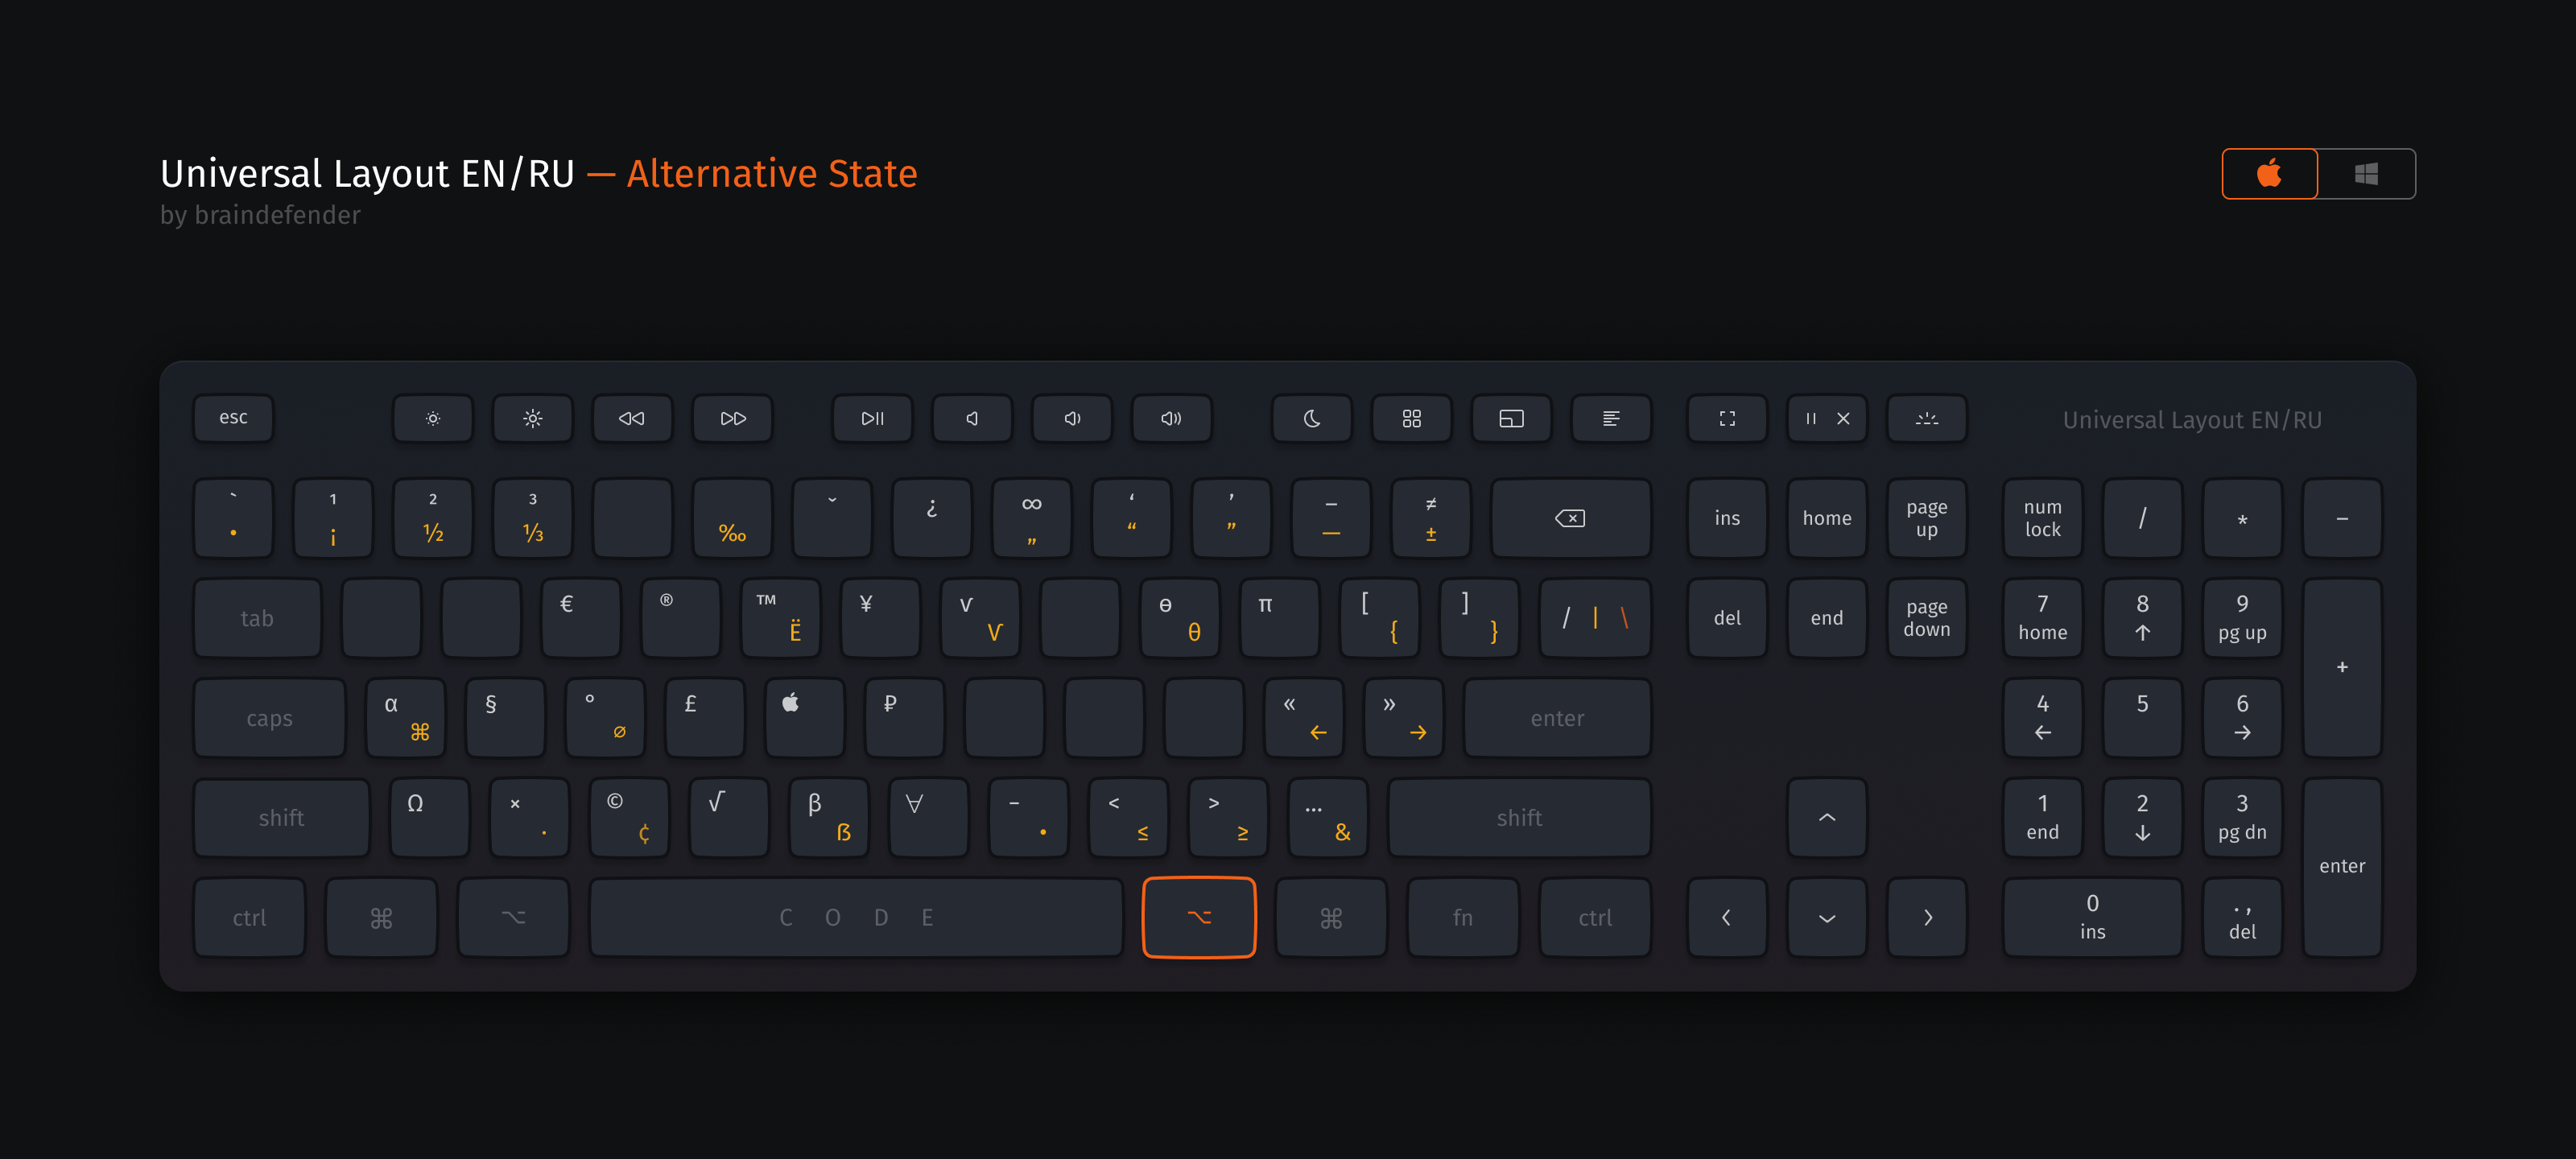 Universal Layout EN/RU — Alternative State
by braindefender
esc
Universal Layout EN/RU
` •
¹ ¡
² ½
³ ⅓
‰
ˇ
¿
∞ „
‘ “
’ ”
– —
≠ ±
ins
home
page up
num lock
/
*
−
tab
€
®
™ Ё
¥
ѵ Ѵ
ѳ θ
π
[ {
] }
/ | \
del
end
page down
7 home
8 ↑
9 pg up
+
caps
α ⌘
§
° ⌀
£

₽
« ←
» →
enter
4 ←
5
6 →
shift
Ω
× ·
© ¢
√
β ẞ
∀
− •
< ≤
> ≥
… &
shift
1 end
2 ↓
3 pg dn
enter
ctrl
⌘
⌥
C O D E
⌥
⌘
fn
ctrl
0 ins
. , del